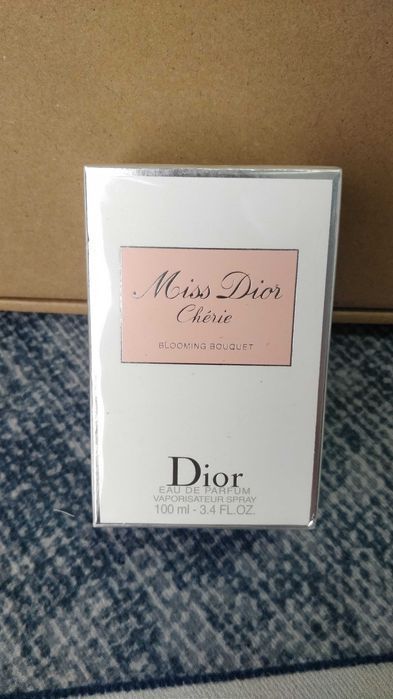 Miss Dior
Chérie
BLOOMING BOUQUET
Dior
EAU DE PARFUM
VAPORISATEUR SPRAY
100 ml - 3.4 FL.OZ.